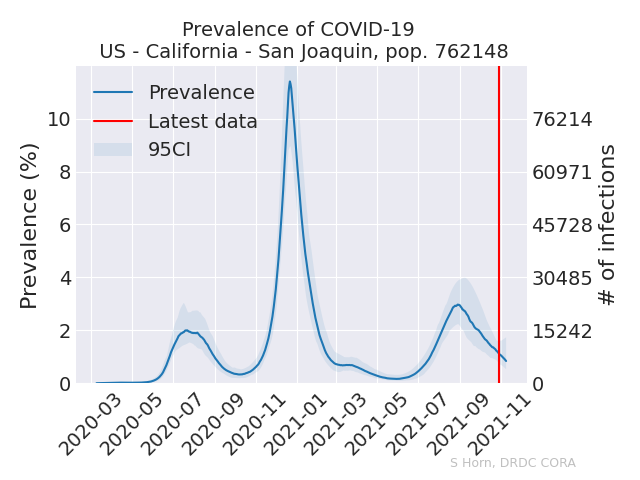 Prevalence of COVID-19
US - California - San Joaquin, pop. 762148
Prevalence
Latest data
95CI
Prevalence (%)
10
8
6
4
2
0
76214
60971
45728
30485
15242
0
# of infections
2020-03
2020-05
2020-07
2020-09
2020-11
2021-01
2021-03
2021-05
2021-07
2021-09
2021-11
S Horn, DRDC CORA